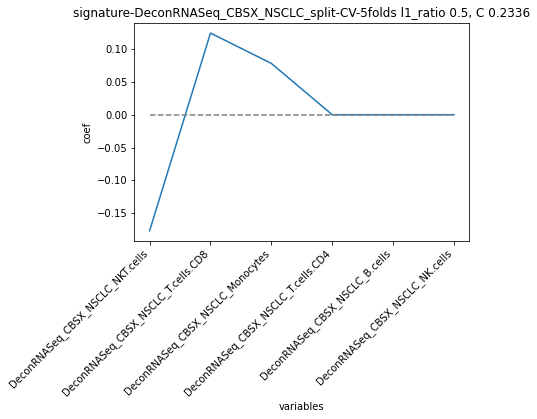 signature-DeconRNASeq_CBSX_NSCLC_split-CV-5folds l1_ratio 0.5, C 0.2336
0.10
0.05
0.00
−0.05
−0.10
−0.15
coef
DeconRNASeq_CBSX_NSCLC_NKT.cells
DeconRNASeq_CBSX_NSCLC_T.cells.CD8
DeconRNASeq_CBSX_NSCLC_Monocytes
DeconRNASeq_CBSX_NSCLC_T.cells.CD4
DeconRNASeq_CBSX_NSCLC_B.cells
DeconRNASeq_CBSX_NSCLC_NK.cells
variables